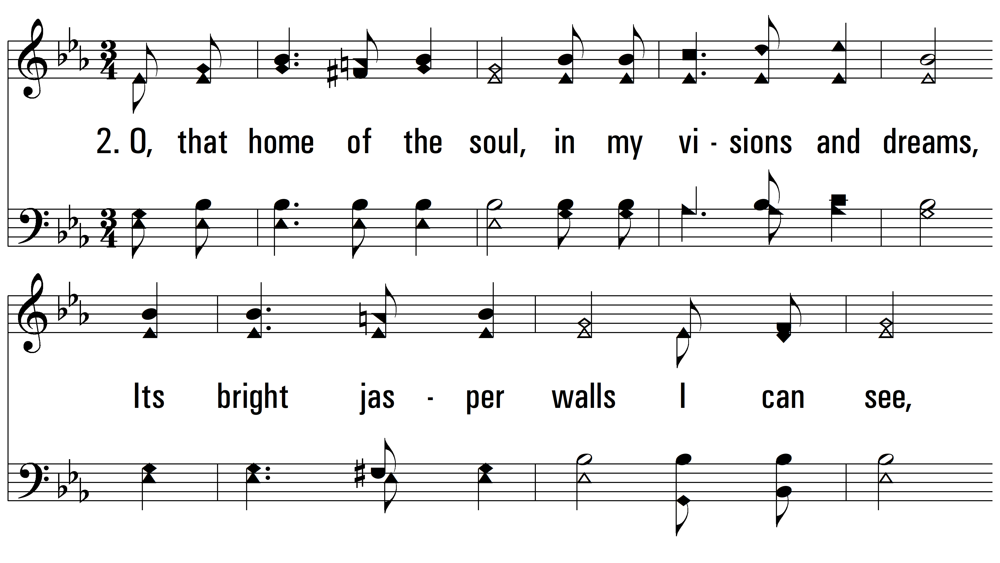 2. O, that home of the soul, in my vi - sions and dreams,
Its bright jas - per walls I can see,